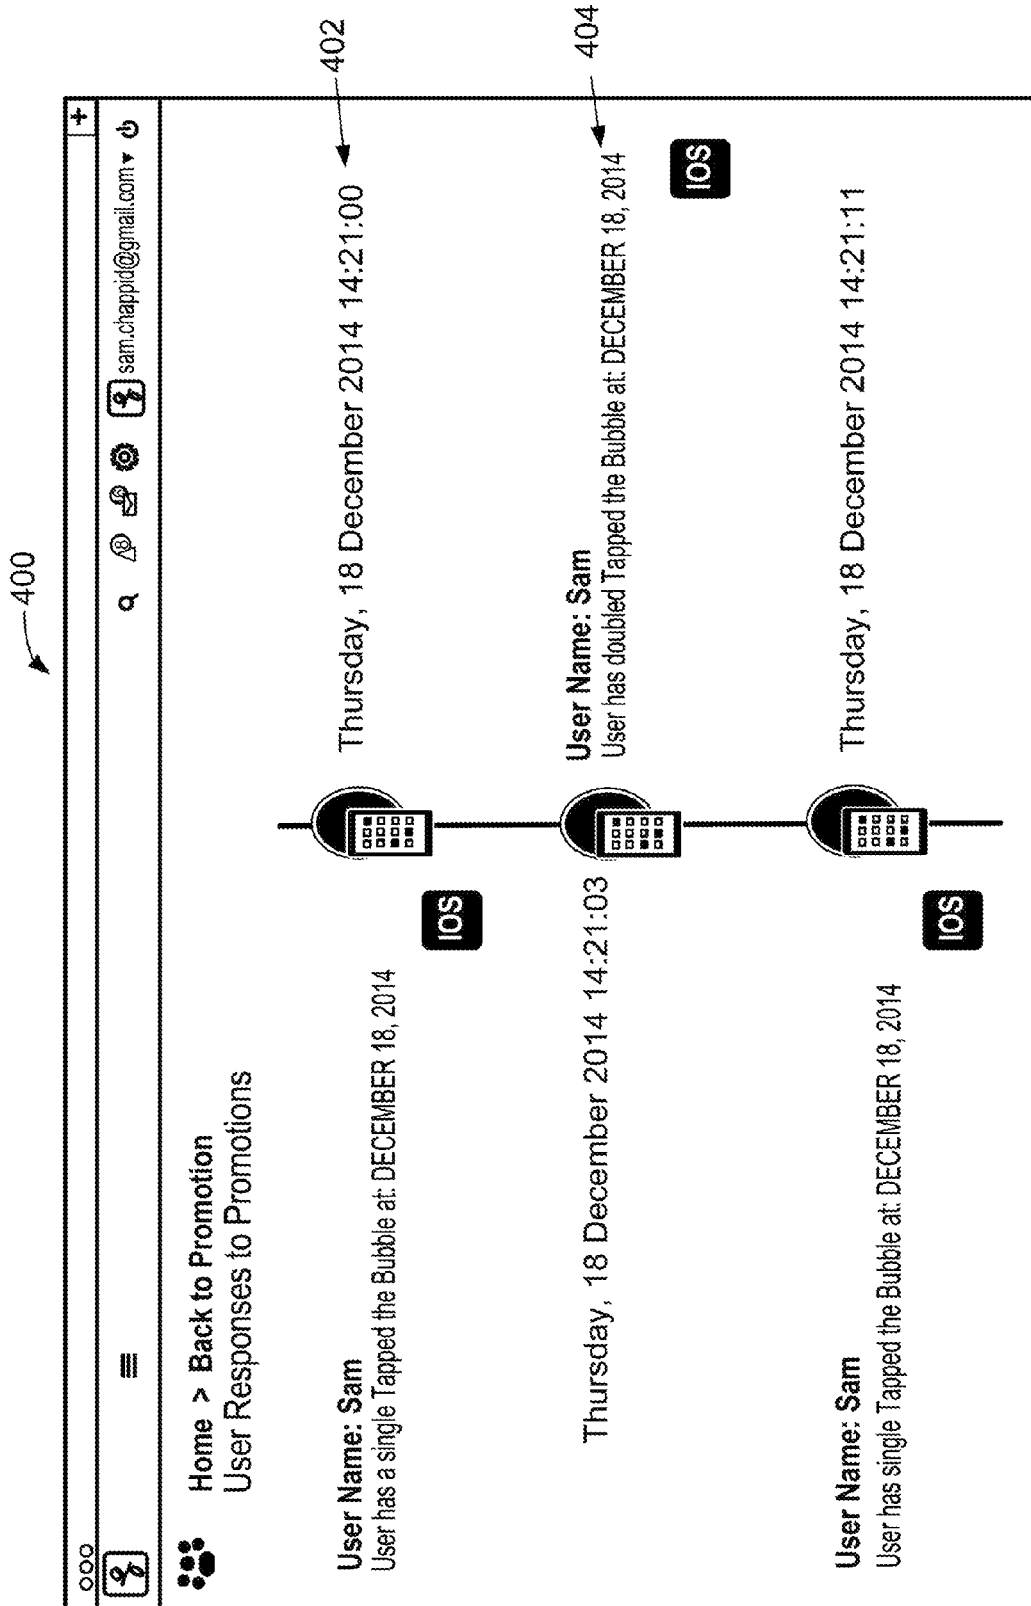 400
+
sam.chappid@gmail.com
Home > Back to Promotion
User Responses to Promotions
Thursday, 18 December 2014 14:21:00
402
User Name: Sam
User has a single Tapped the Bubble at: DECEMBER 18, 2014
IOS
Thursday, 18 December 2014 14:21:03
User Name: Sam
User has doubled Tapped the Bubble at: DECEMBER 18, 2014
404
IOS
Thursday, 18 December 2014 14:21:11
User Name: Sam
User has single Tapped the Bubble at: DECEMBER 18, 2014
IOS